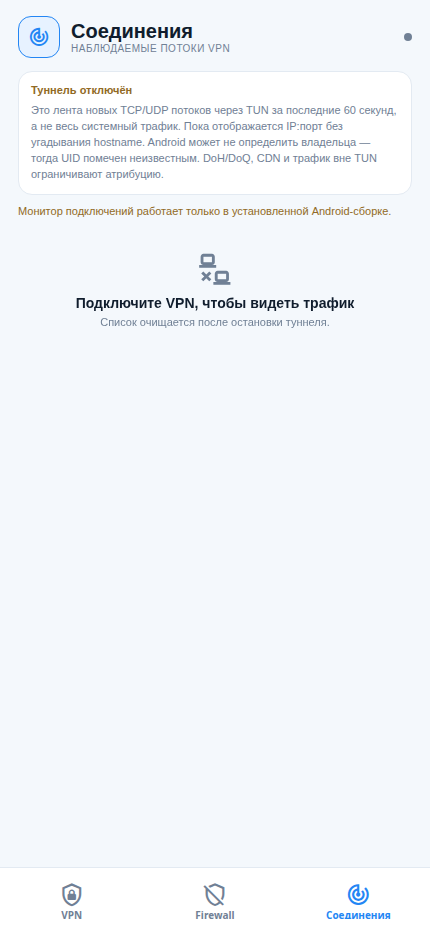 Соединения
НАБЛЮДАЕМЫЕ ПОТОКИ VPN
Туннель отключён
Это лента новых TCP/UDP потоков через TUN за последние 60 секунд,
а не весь системный трафик. Пока отображается IP:порт без
угадывания hostname. Android может не определить владельца —
тогда UID помечен неизвестным. DoH/DoQ, CDN и трафик вне TUN
ограничивают атрибуцию.
Монитор подключений работает только в установленной Android-сборке.
Подключите VPN, чтобы видеть трафик
Список очищается после остановки туннеля.
VPN
Firewall
Соединения